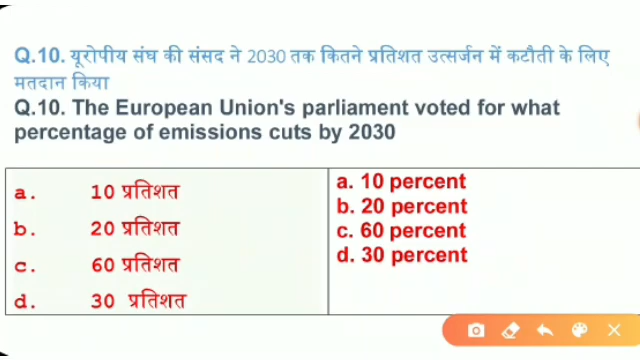 Q.10. यूरोपीय संघ की संसद ने 2030 तक कितने प्रतिशत उत्सर्जन में कटौती के लिए
मतदान किया
Q.10. The European Union's parliament voted for what
percentage of emissions cuts by 2030
a. 10 प्रतिशत
b. 20 प्रतिशत
c. 60 प्रतिशत
d. 30 प्रतिशत
a. 10 percent
b. 20 percent
c. 60 percent
d. 30 percent